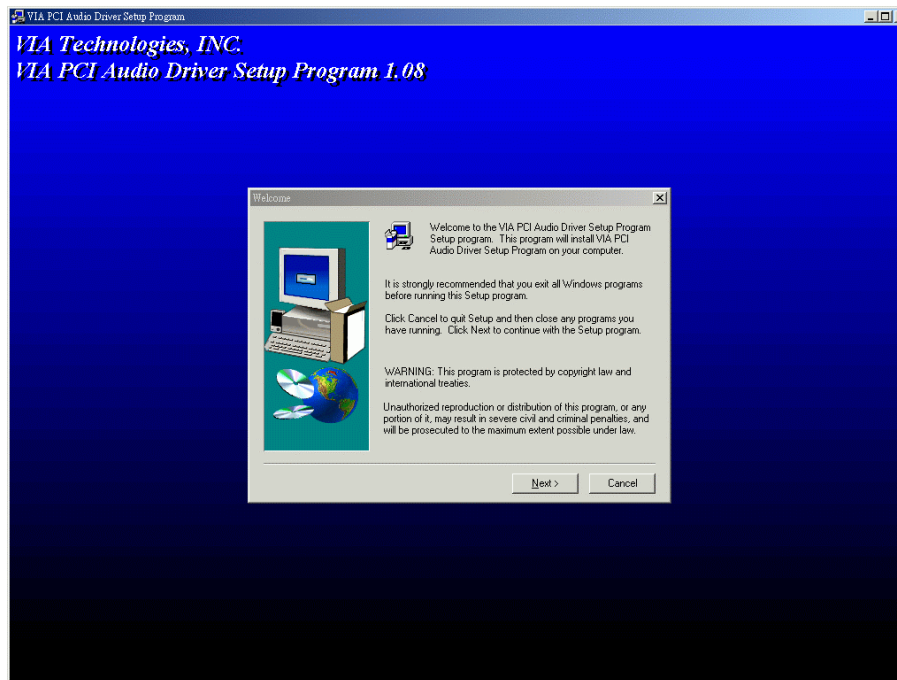 VIA PCI Audio Driver Setup Program
VIA Technologies, INC.
VIA PCI Audio Driver Setup Program 1.08
Welcome
Welcome to the VIA PCI Audio Driver Setup Program
Setup program. This program will install VIA PCI
Audio Driver Setup Program on your computer.
It is strongly recommended that you exit all Windows programs
before running this Setup program.
Click Cancel to quit Setup and then close any programs you
have running. Click Next to continue with the Setup program.
WARNING: This program is protected by copyright law and
international treaties.
Unauthorized reproduction or distribution of this program, or any
portion of it, may result in severe civil and criminal penalties, and
will be prosecuted to the maximum extent possible under law.
Next >
Cancel